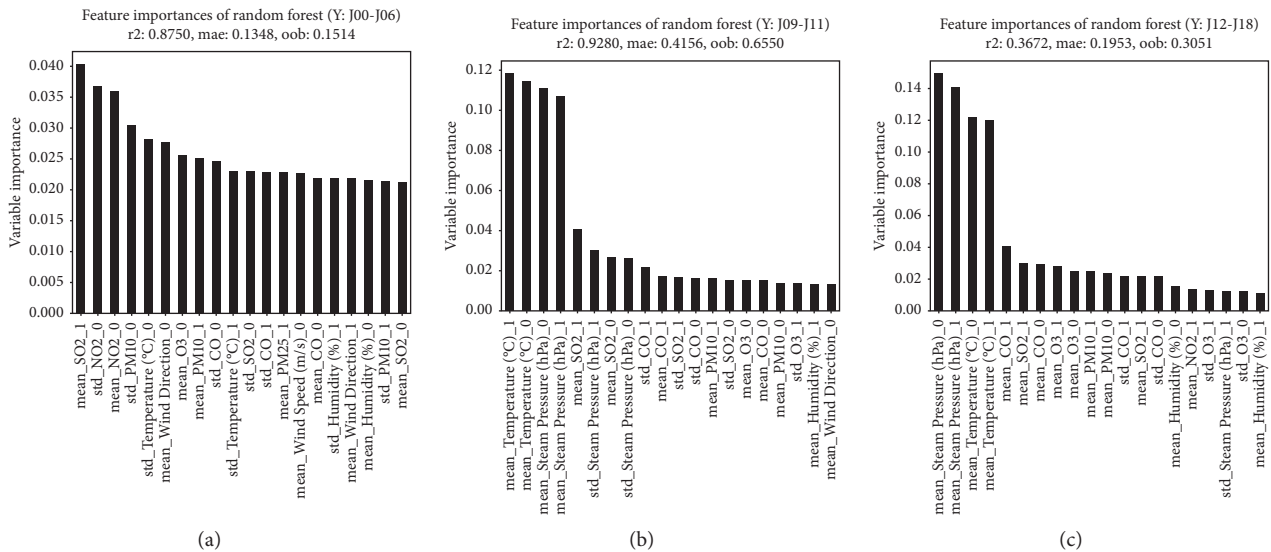 Feature importances of random forest (Y: J00-J06)
r2: 0.8750, mae: 0.1348, oob: 0.1514
Variable importance
0.040
0.035
0.030
0.025
0.020
0.015
0.010
0.005
0.000
mean_SO2_1
std_NO2_0
mean_NO2_0
std_PM10_0
std_Temperature (°C)_0
mean_Wind Direction_0
mean_O3_0
mean_PM10_1
std_CO_0
std_Temperature (°C)_1
std_SO2_0
std_CO_1
mean_PM25_1
mean_Wind Speed (m/s)_0
mean_CO_0
std_Humidity (%)_1
mean_Wind Direction_1
mean_Humidity (%)_0
std_PM10_1
mean_SO2_0
(a)
Feature importances of random forest (Y: J09-J11)
r2: 0.9280, mae: 0.4156, oob: 0.6550
Variable importance
0.12
0.10
0.08
0.06
0.04
0.02
0.00
mean_Temperature (°C)_1
mean_Temperature (°C)_0
mean_Steam Pressure (hPa)_0
mean_Steam Pressure (hPa)_1
mean_SO2_1
std_Steam Pressure (hPa)_1
mean_SO2_0
std_Steam Pressure (hPa)_0
std_CO_1
mean_CO_1
std_SO2_1
std_CO_0
mean_PM10_1
std_SO2_0
mean_O3_0
mean_CO_0
mean_PM10_0
std_O3_0
mean_Humidity (%)_1
mean_Wind Direction_0
(b)
Feature importances of random forest (Y: J12-J18)
r2: 0.3672, mae: 0.1953, oob: 0.3051
Variable importance
0.14
0.12
0.10
0.08
0.06
0.04
0.02
0.00
mean_Steam Pressure (hPa)_0
mean_Steam Pressure (hPa)_1
mean_Temperature (°C)_0
mean_Temperature (°C)_1
mean_CO_1
mean_SO2_0
mean_CO_0
mean_O3_1
mean_O3_0
mean_PM10_1
mean_PM10_0
std_CO_1
mean_SO2_1
std_CO_0
mean_Humidity (%)_0
mean_NO2_1
std_O3_1
std_Steam Pressure (hPa)_1
std_O3_0
mean_Humidity (%)_1
(c)